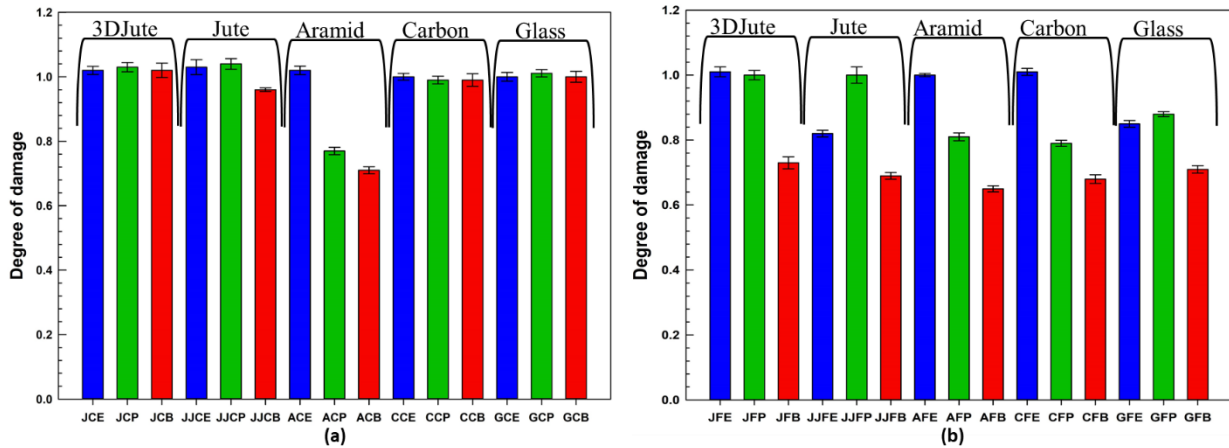 3DJute Jute Aramid Carbon Glass
1.2
1.0
0.8
0.6
0.4
0.2
0.0
Degree of damage
JCE JCP JCB JJCE JJCP JJCB ACE ACP ACB CCE CCP CCB GCE GCP GCB
(a)
3DJute Jute Aramid Carbon Glass
1.2
1.0
0.8
0.6
0.4
0.2
0.0
Degree of damage
JFE JFP JFB JJFE JJFP JJFB AFE AFP AFB CFE CFP CFB GFE GFP GFB
(b)